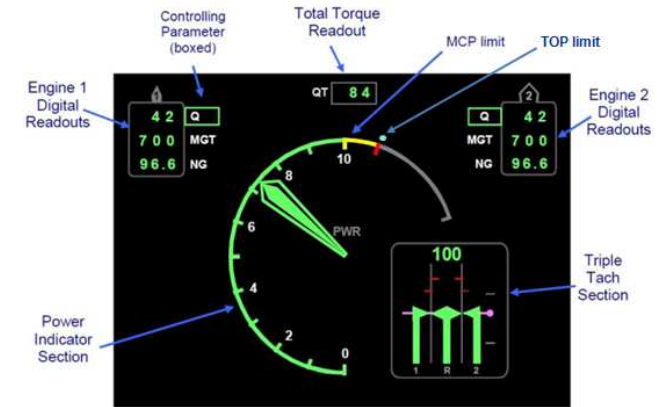 Controlling
Parameter
(boxed)
Total Torque
Readout
MCP limit
TOP limit
Engine 1
Digital
Readouts
Engine 2
Digital
Readouts
1
42 Q
700 MGT
96.6 NG
QT 84
2
Q 42
MGT 700
NG 96.6
10
8
6
4
2
0
PWR
100
1 R 2
Triple
Tach
Section
Power
Indicator
Section